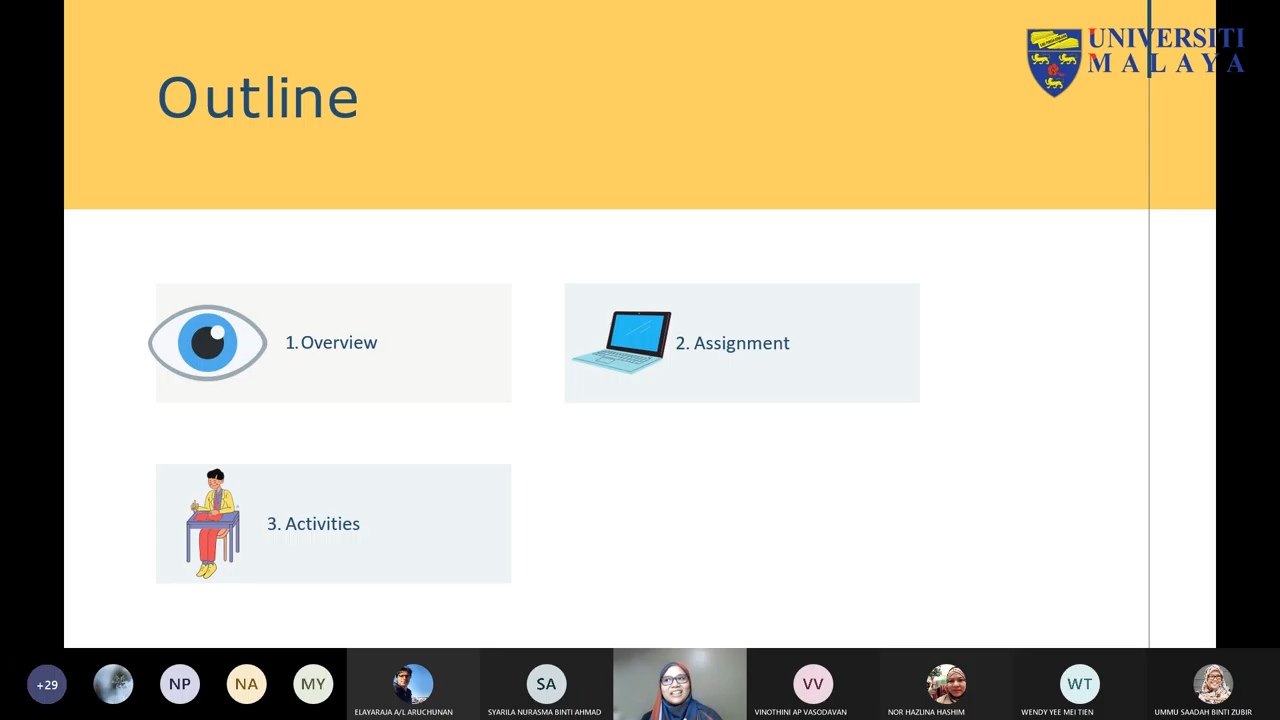 Outline
UNIVERSITI
MALAYA
1. Overview
2. Assignment
3. Activities
+29
NP
NA
MY
ELAYARAJA A/L ARUCHUNAN
SA
SYARILA NURASMA BINTI AHMAD
VV
VINOTHINI AP VASODAVAN
NOR HAZLINA HASHIM
WT
WENDY YEE MEI TIEN
UMMU SAADAH BINTI ZUBIR